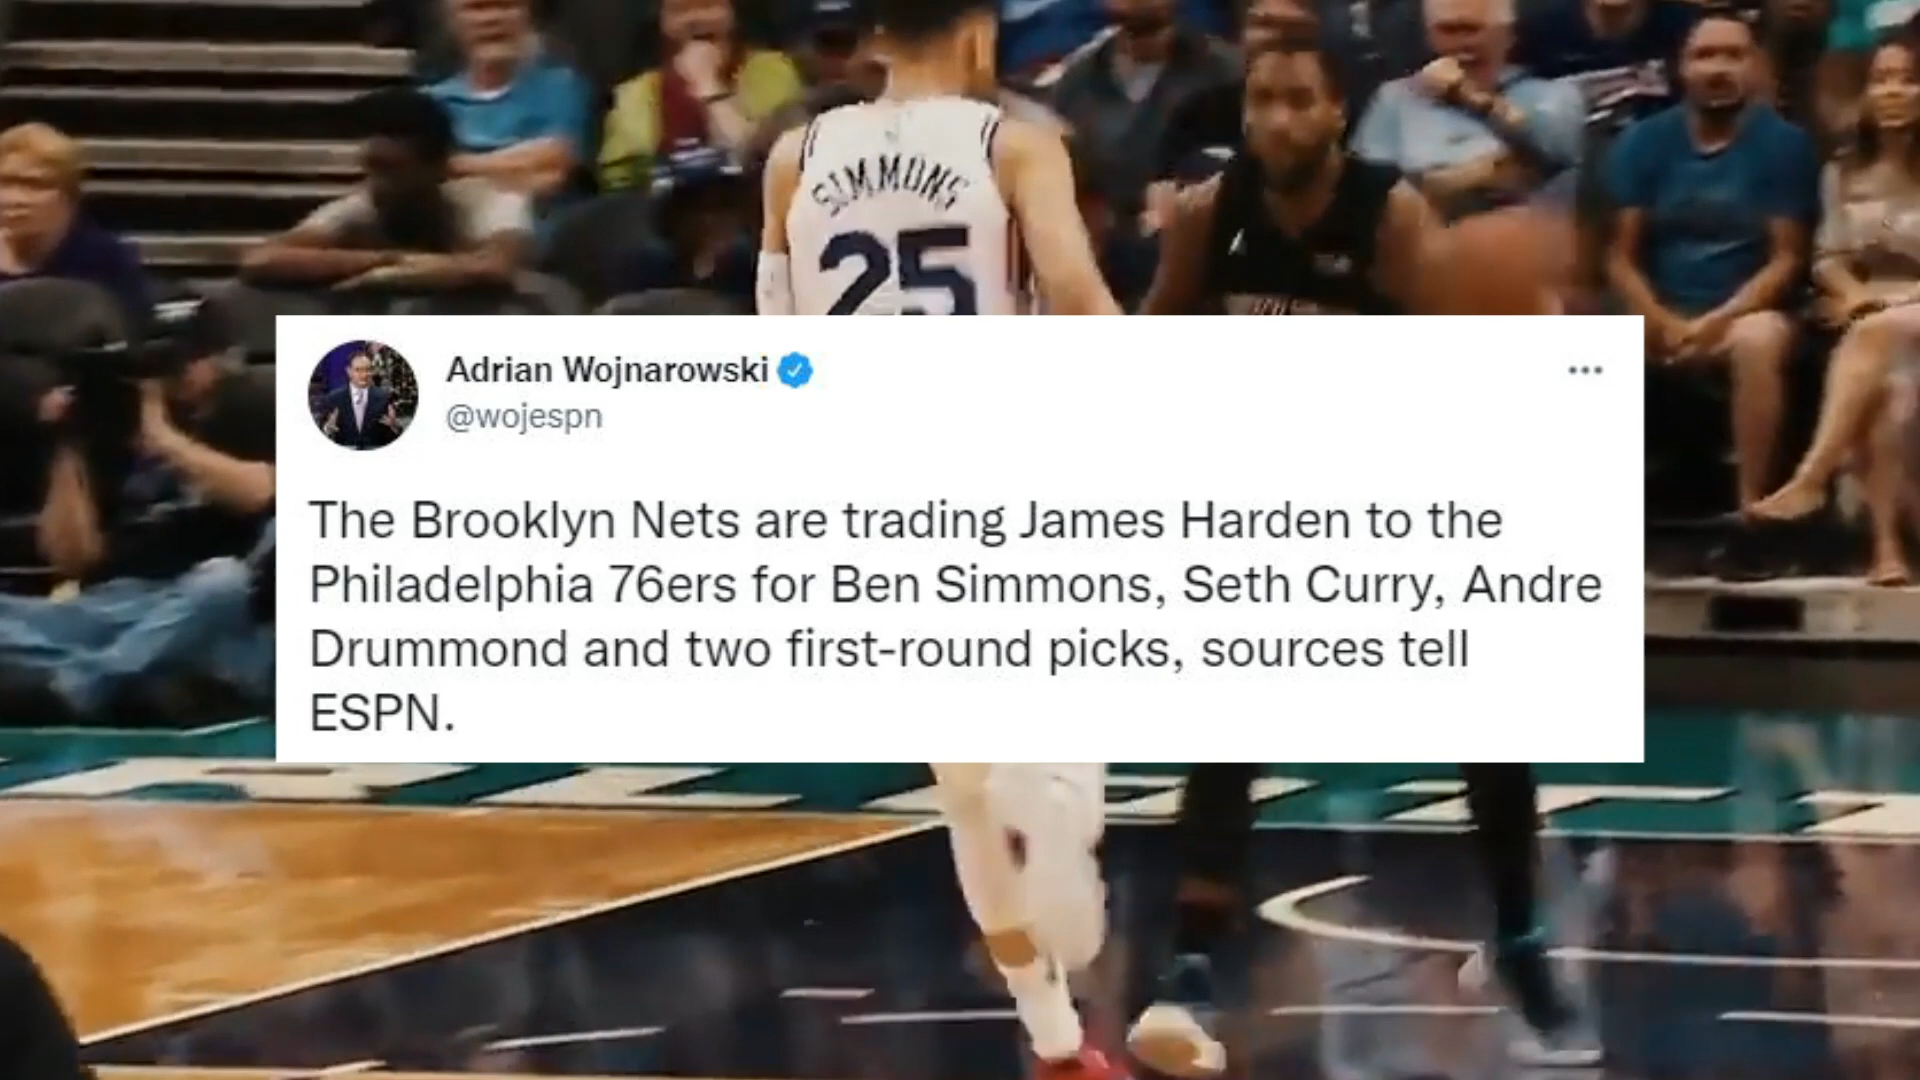 SIMMONS
25
Adrian Wojnarowski
@wojespn
The Brooklyn Nets are trading James Harden to the
Philadelphia 76ers for Ben Simmons, Seth Curry, Andre
Drummond and two first-round picks, sources tell
ESPN.